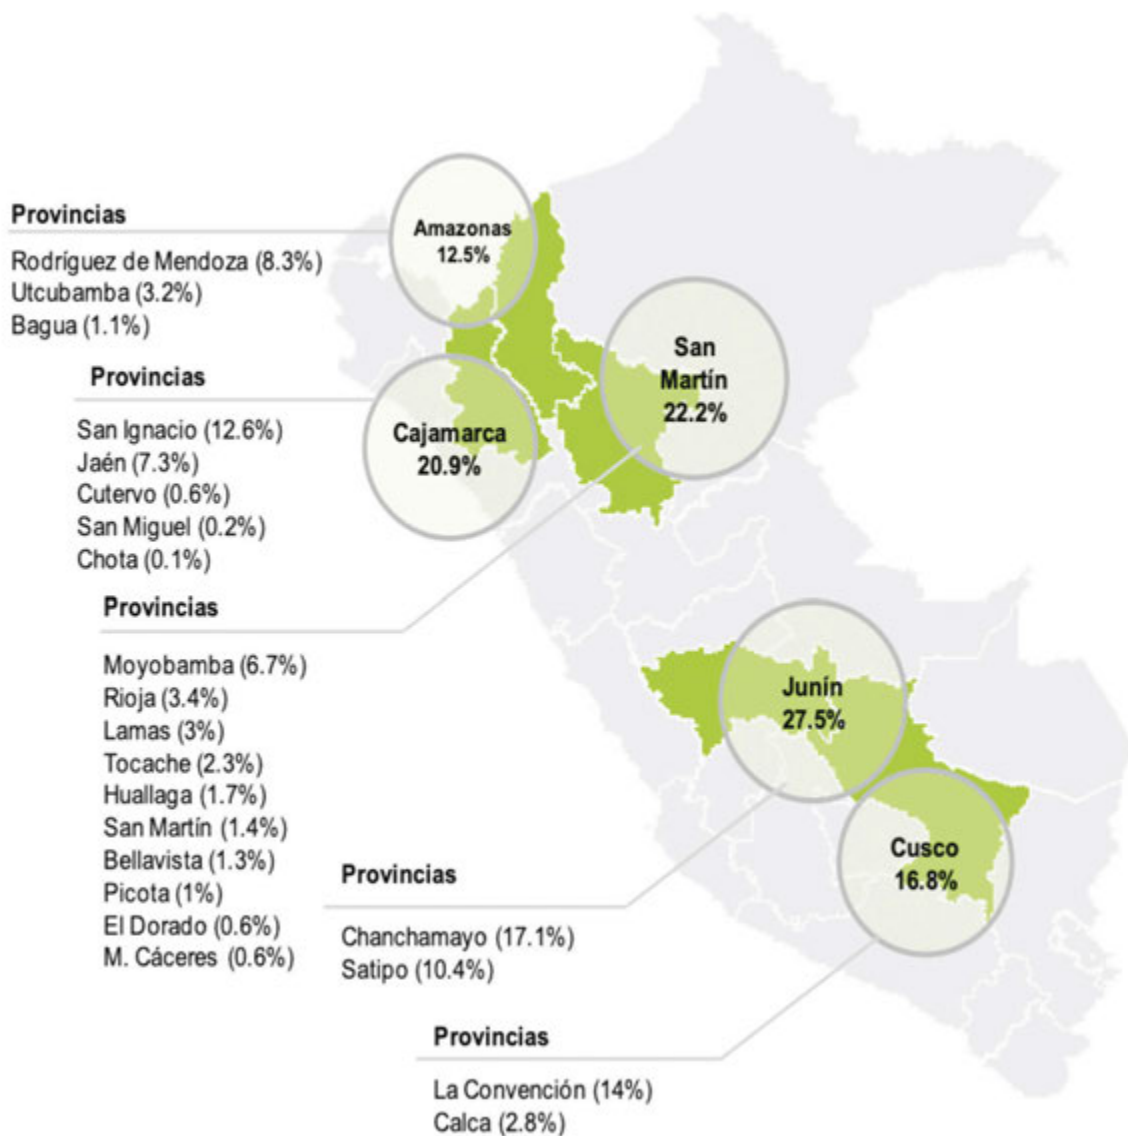 Provincias
Rodríguez de Mendoza (8.3%)
Utcubamba (3.2%)
Bagua (1.1%)
Amazonas
12.5%
Provincias
San Ignacio (12.6%)
Jaén (7.3%)
Cutervo (0.6%)
San Miguel (0.2%)
Chota (0.1%)
Cajamarca
20.9%
San
Martín
22.2%
Provincias
Moyobamba (6.7%)
Rioja (3.4%)
Lamas (3%)
Tocache (2.3%)
Huallaga (1.7%)
San Martín (1.4%)
Bellavista (1.3%)
Picota (1%)
El Dorado (0.6%)
M. Cáceres (0.6%)
Junín
27.5%
Provincias
Chanchamayo (17.1%)
Satipo (10.4%)
Cusco
16.8%
Provincias
La Convención (14%)
Calca (2.8%)